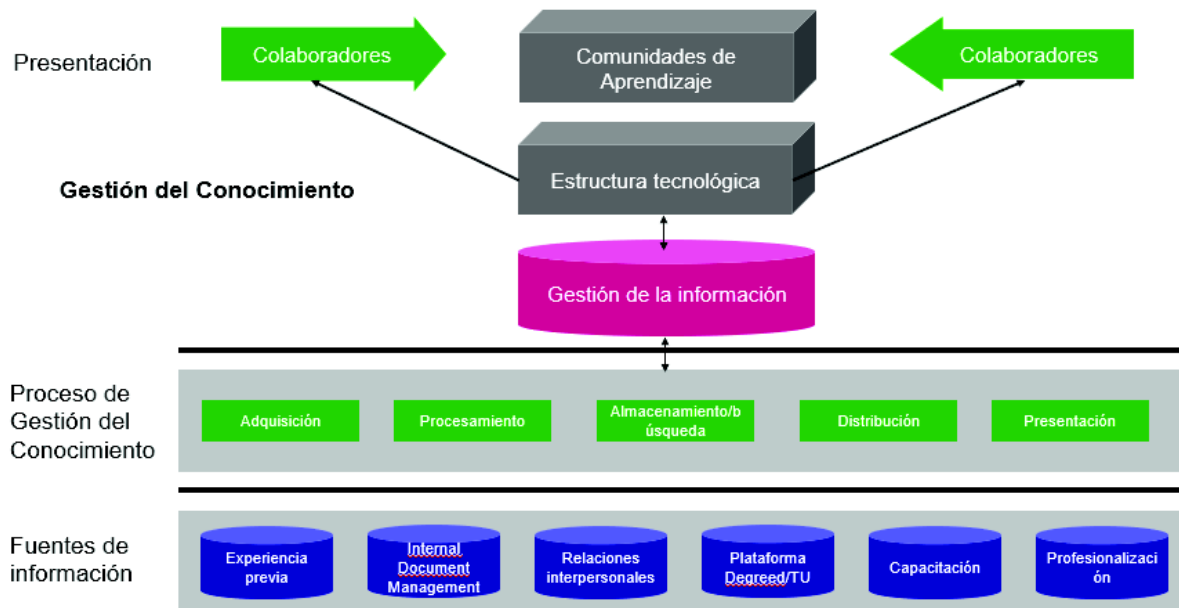 Presentación
Colaboradores
Comunidades de
Aprendizaje
Colaboradores
Gestión del Conocimiento
Estructura tecnológica
Gestión de la información
Proceso de
Gestión del
Conocimiento
Adquisición
Procesamiento
Almacenamiento/b
úsqueda
Distribución
Presentación
Fuentes de
información
Experiencia
previa
Internal
Document
Management
Relaciones
interpersonales
Plataforma
Degreed/TU
Capacitación
Profesionalizaci
ón